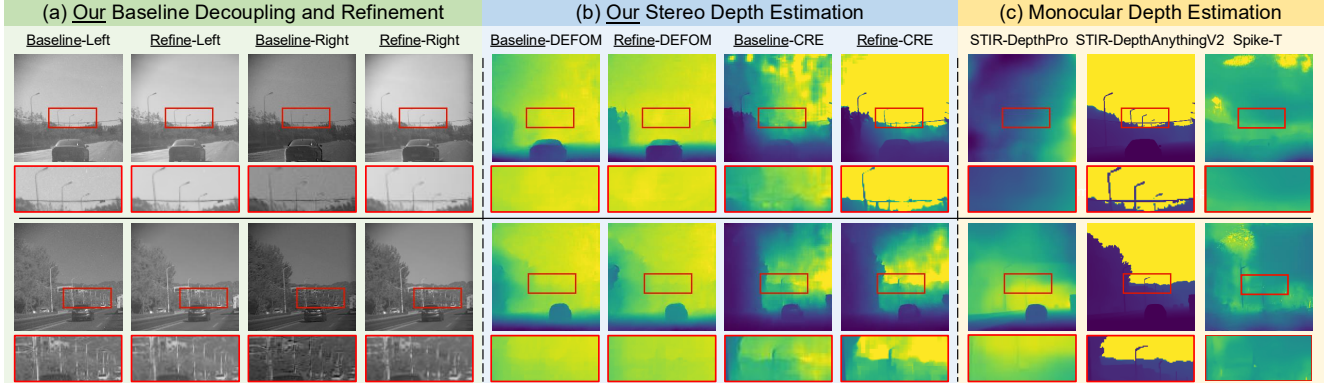 (a) Our Baseline Decoupling and Refinement
(b) Our Stereo Depth Estimation
(c) Monocular Depth Estimation
Baseline-Left Refine-Left Baseline-Right Refine-Right Baseline-DEFOM Refine-DEFOM Baseline-CRE Refine-CRE STIR-DepthPro STIR-DepthAnythingV2 Spike-T